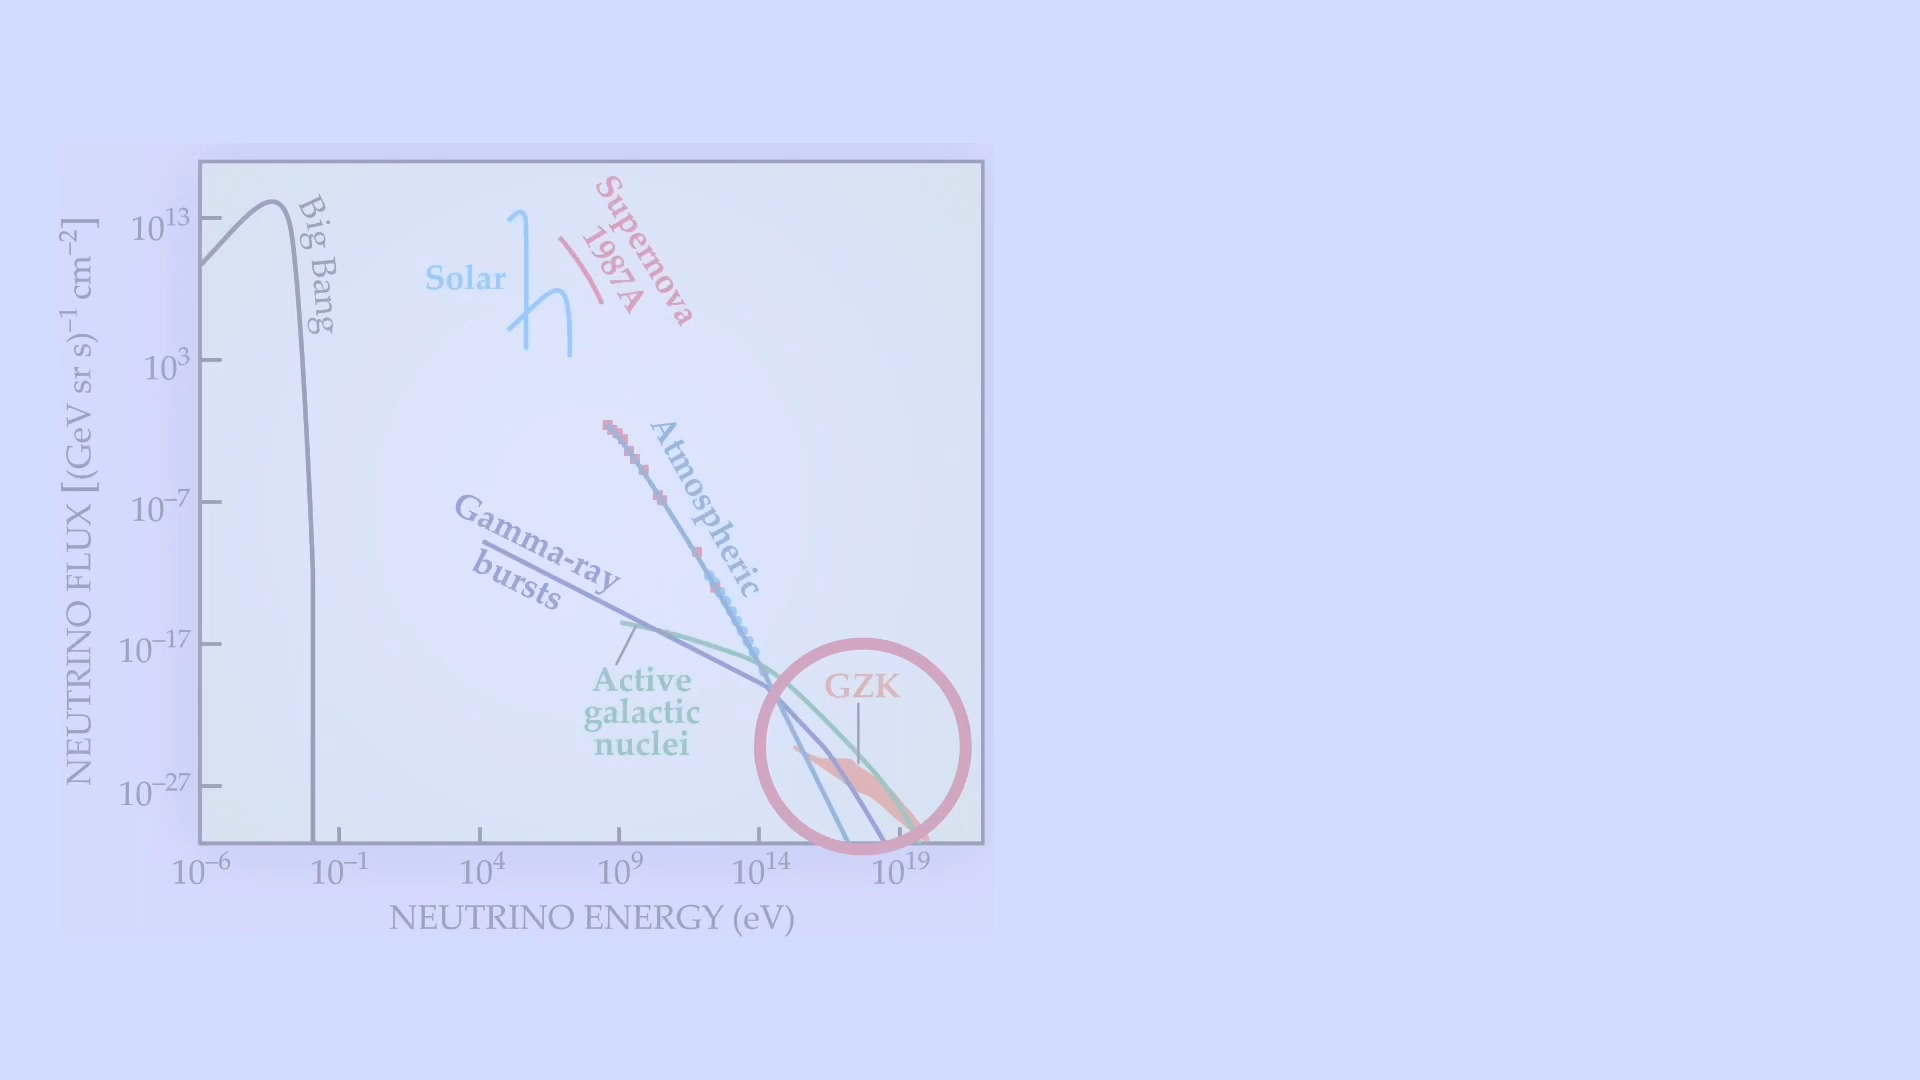 Big Bang
Supernova
1987A
Solar
10¹³
10³
10⁻⁷
10⁻¹⁷
10⁻²⁷
NEUTRINO FLUX [(GeV sr s)⁻¹ cm⁻²]
Atmospheric
Gamma-ray
bursts
Active
galactic
nuclei
GZK
10⁻⁶ 10⁻¹ 10⁴ 10⁹ 10¹⁴ 10¹⁹
NEUTRINO ENERGY (eV)